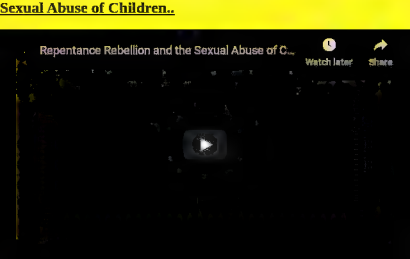 Sexual Abuse of Children..
Repentance Rebellion and the Sexual Abuse of C...
Watch later
Share